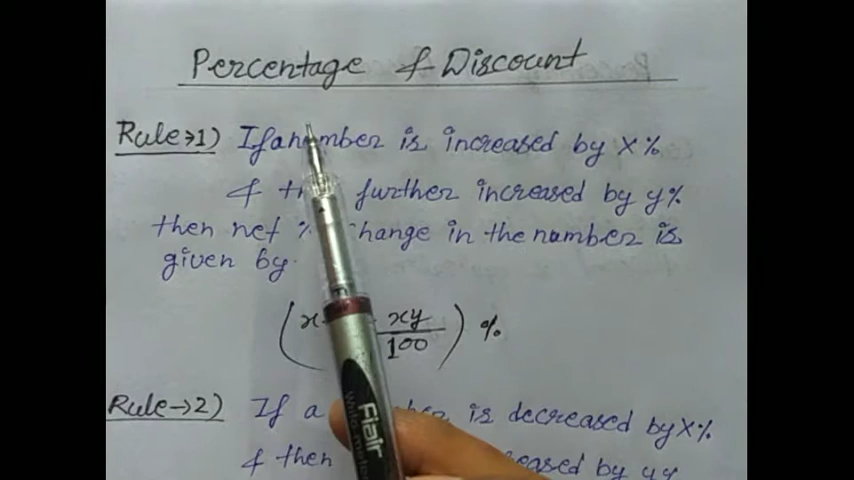 Percentage & Discount
Rule→1) If a number is increased by x%
& further increased by y%
then net % change in the number is
given by.
(x xy/100) %
Rule→2) If a is decreased by x%
& then by
Flair